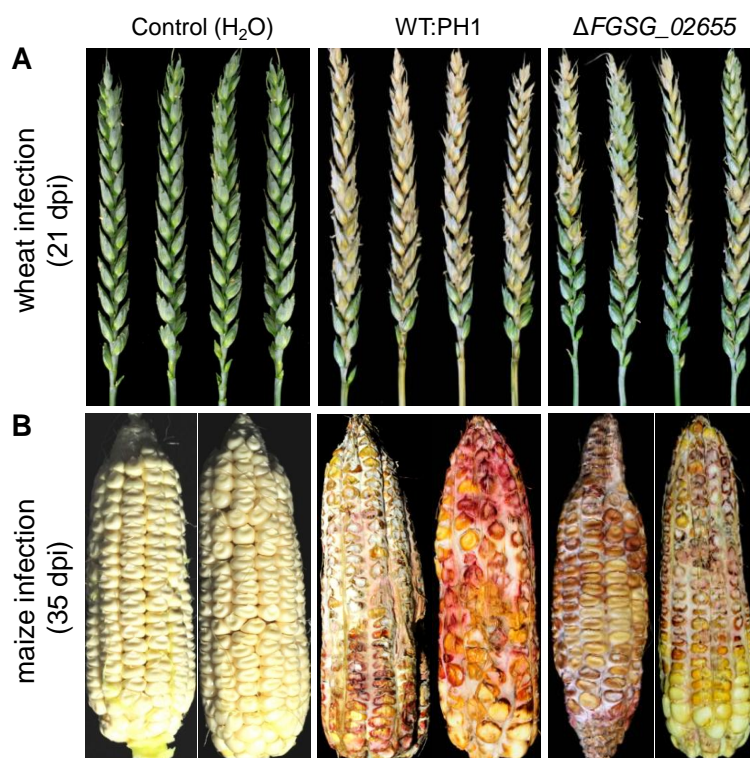 Control (H₂O) WT:PH1 ΔFGSG_02655
A
wheat infection
(21 dpi)
B
maize infection
(35 dpi)